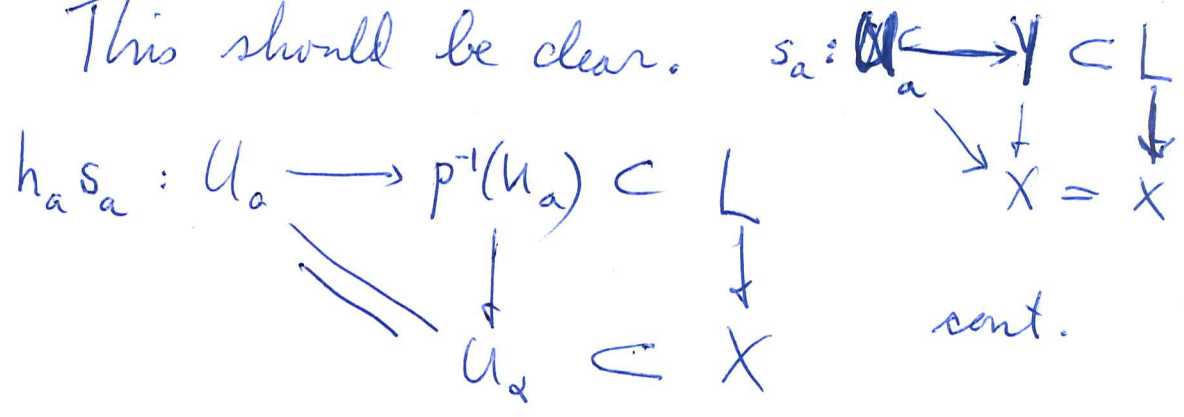 This should be clear. s_a : U_a ⟶ Y ⊂ L
↘ ↓ ↓
X = X
h_a s_a : U_a ⟶ p⁻¹(U_a) ⊂ L
↓ ↓
cont.
U_α ⊂ X